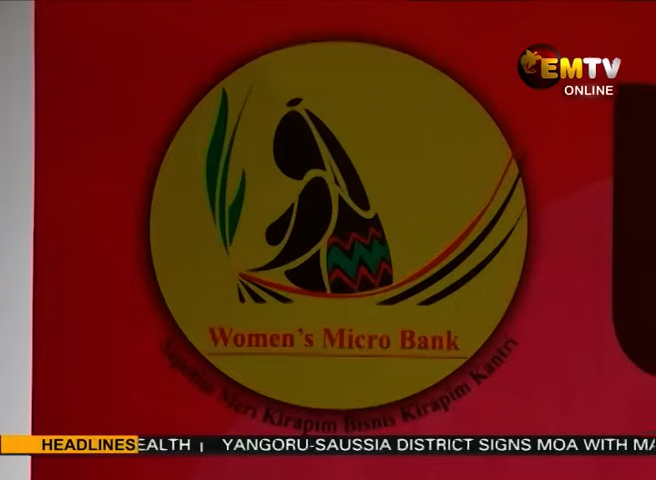 EMTV
ONLINE
Women's Micro Bank
Saportim Meri Kirapim Bisnis Kirapim Kantri
HEADLINES
EALTH | YANGORU-SAUSSIA DISTRICT SIGNS MOA WITH MA